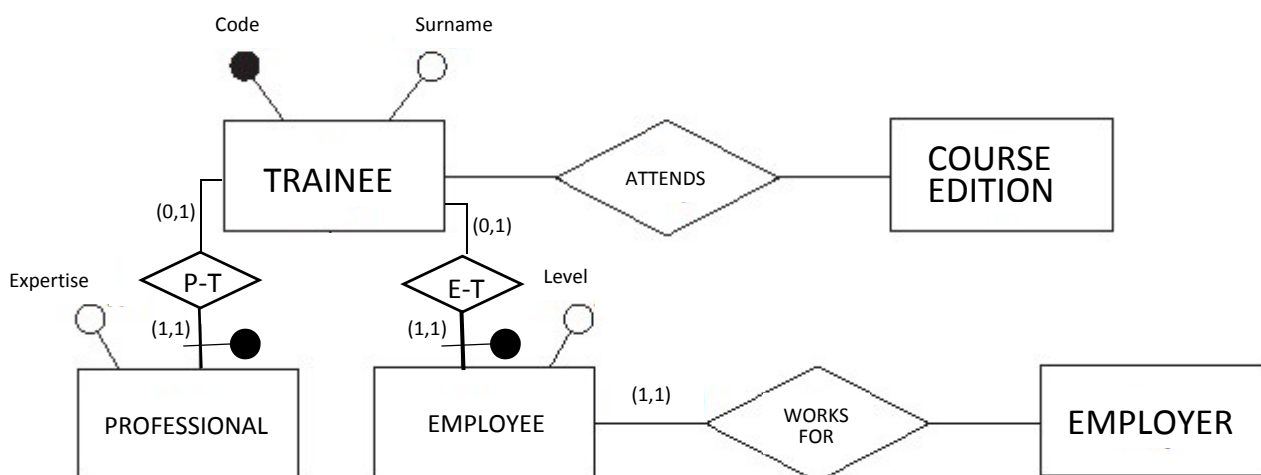 Code
Surname
TRAINEE
ATTENDS
COURSE
EDITION
(0,1)
(0,1)
Expertise
P-T
E-T
Level
(1,1)
(1,1)
PROFESSIONAL
EMPLOYEE
(1,1)
WORKS
FOR
EMPLOYER